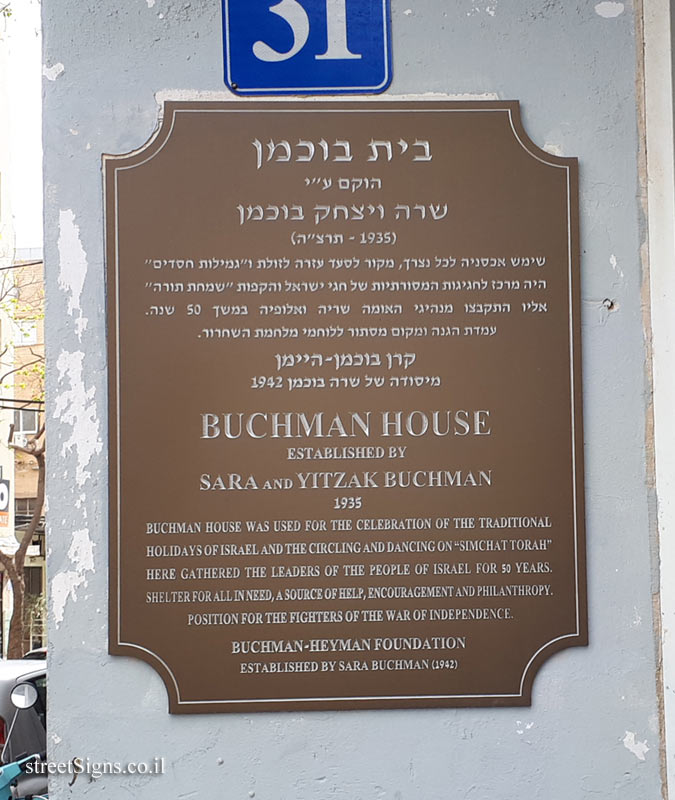 31
בית בוכמן
הוקם ע״י
שרה ויצחק בוכמן
(1935 - תרצ״ה)
שימש אכסניה לכל נצרך, מקור לסעד עזרה לזולת ו״גמילות חסדים״
היה מרכז לחגיגות המסורתיות של חגי ישראל והקפות ״שמחת תורה״
אליו התקבצו מנהיגי האומה שריה ואלופיה במשך 50 שנה.
עמדת הגנה ומקום מסתור ללוחמי מלחמת השחרור.
קרן בוכמן-היימן
מיסודה של שרה בוכמן 1942
BUCHMAN HOUSE
ESTABLISHED BY
SARA AND YITZAK BUCHMAN
1935
BUCHMAN HOUSE WAS USED FOR THE CELEBRATION OF THE TRADITIONAL
HOLIDAYS OF ISRAEL AND THE CIRCLING AND DANCING ON "SIMCHAT TORAH"
HERE GATHERED THE LEADERS OF THE PEOPLE OF ISRAEL FOR 50 YEARS.
SHELTER FOR ALL IN NEED, A SOURCE OF HELP, ENCOURAGEMENT AND PHILANTHROPY.
POSITION FOR THE FIGHTERS OF THE WAR OF INDEPENDENCE.
BUCHMAN-HEYMAN FOUNDATION
ESTABLISHED BY SARA BUCHMAN (1942)
streetSigns.co.il